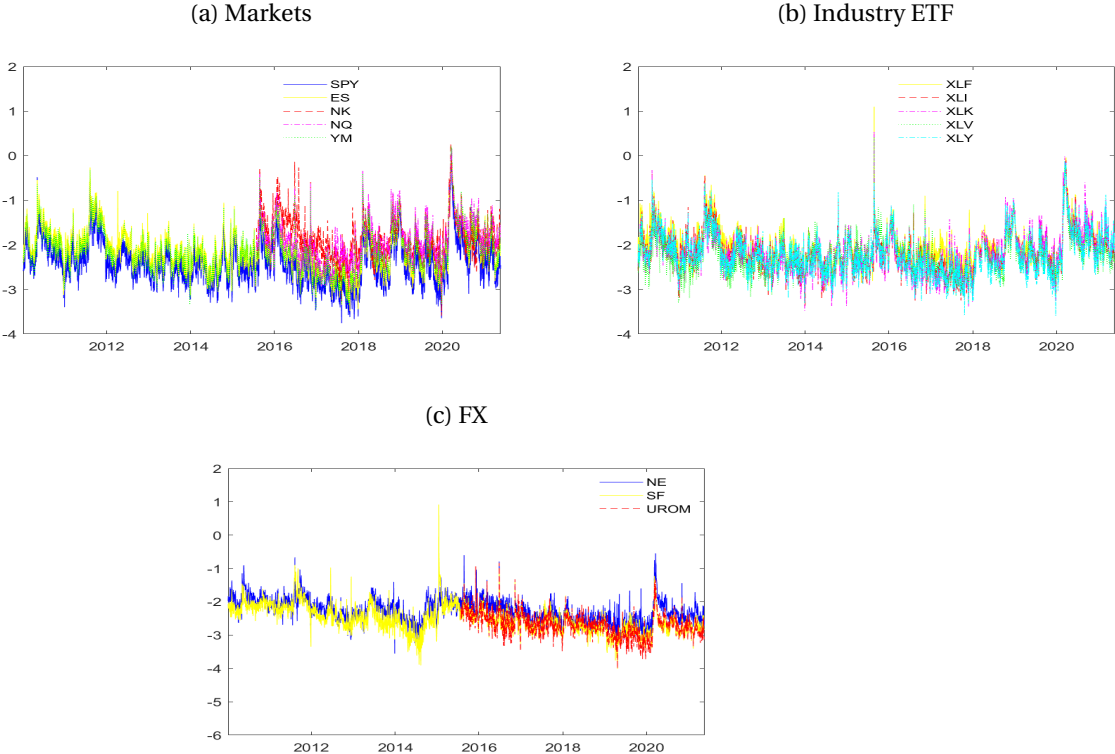 (a) Markets
2
1
0
-1
-2
-3
-4
2012
2014
2016
2018
2020
SPY
ES
NK
NQ
YM
(b) Industry ETF
2
1
0
-1
-2
-3
-4
2012
2014
2016
2018
2020
XLF
XLI
XLK
XLV
XLY
(c) FX
2
1
0
-1
-2
-3
-4
-5
-6
2012
2014
2016
2018
2020
NE
SF
UROM